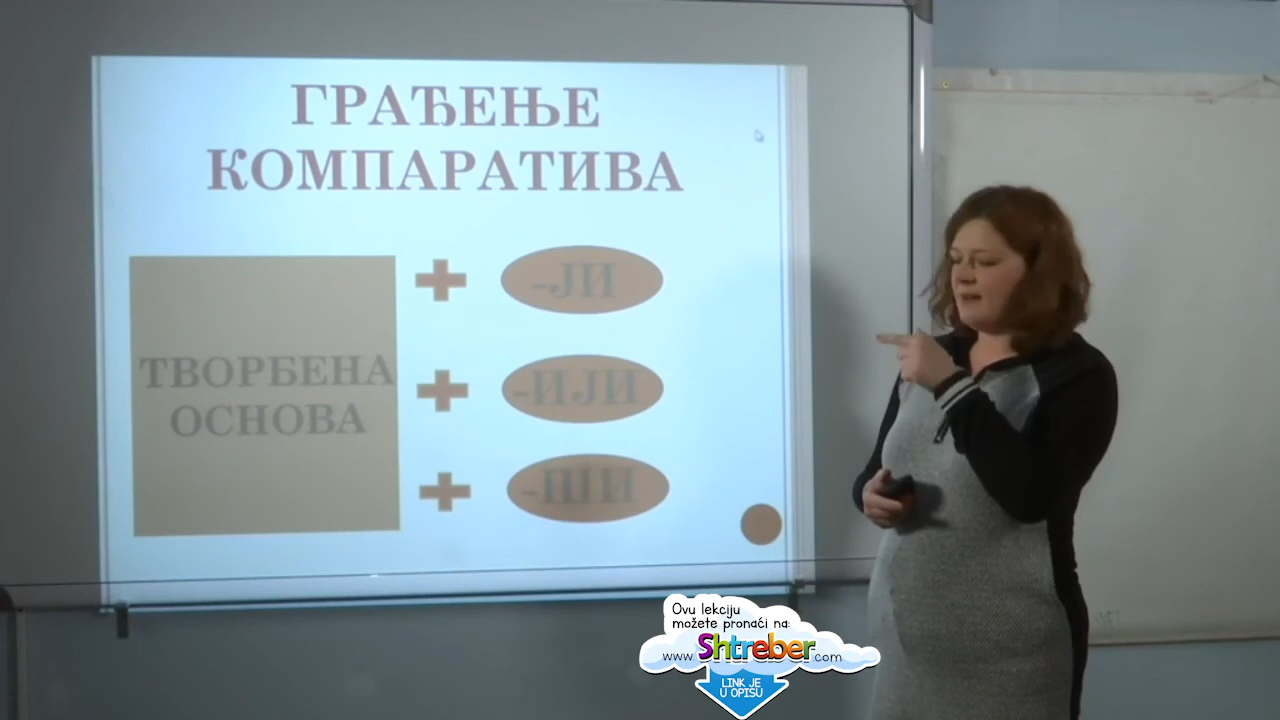 ГРАЂЕЊЕ
КОМПАРАТИВА
ТВОРБЕНА
ОСНОВА
-ЈИ
-ИЈИ
-ШИ
Ovu lekciju
možete pronaći na:
www.Shtreber.com
LINK JE
U OPISU